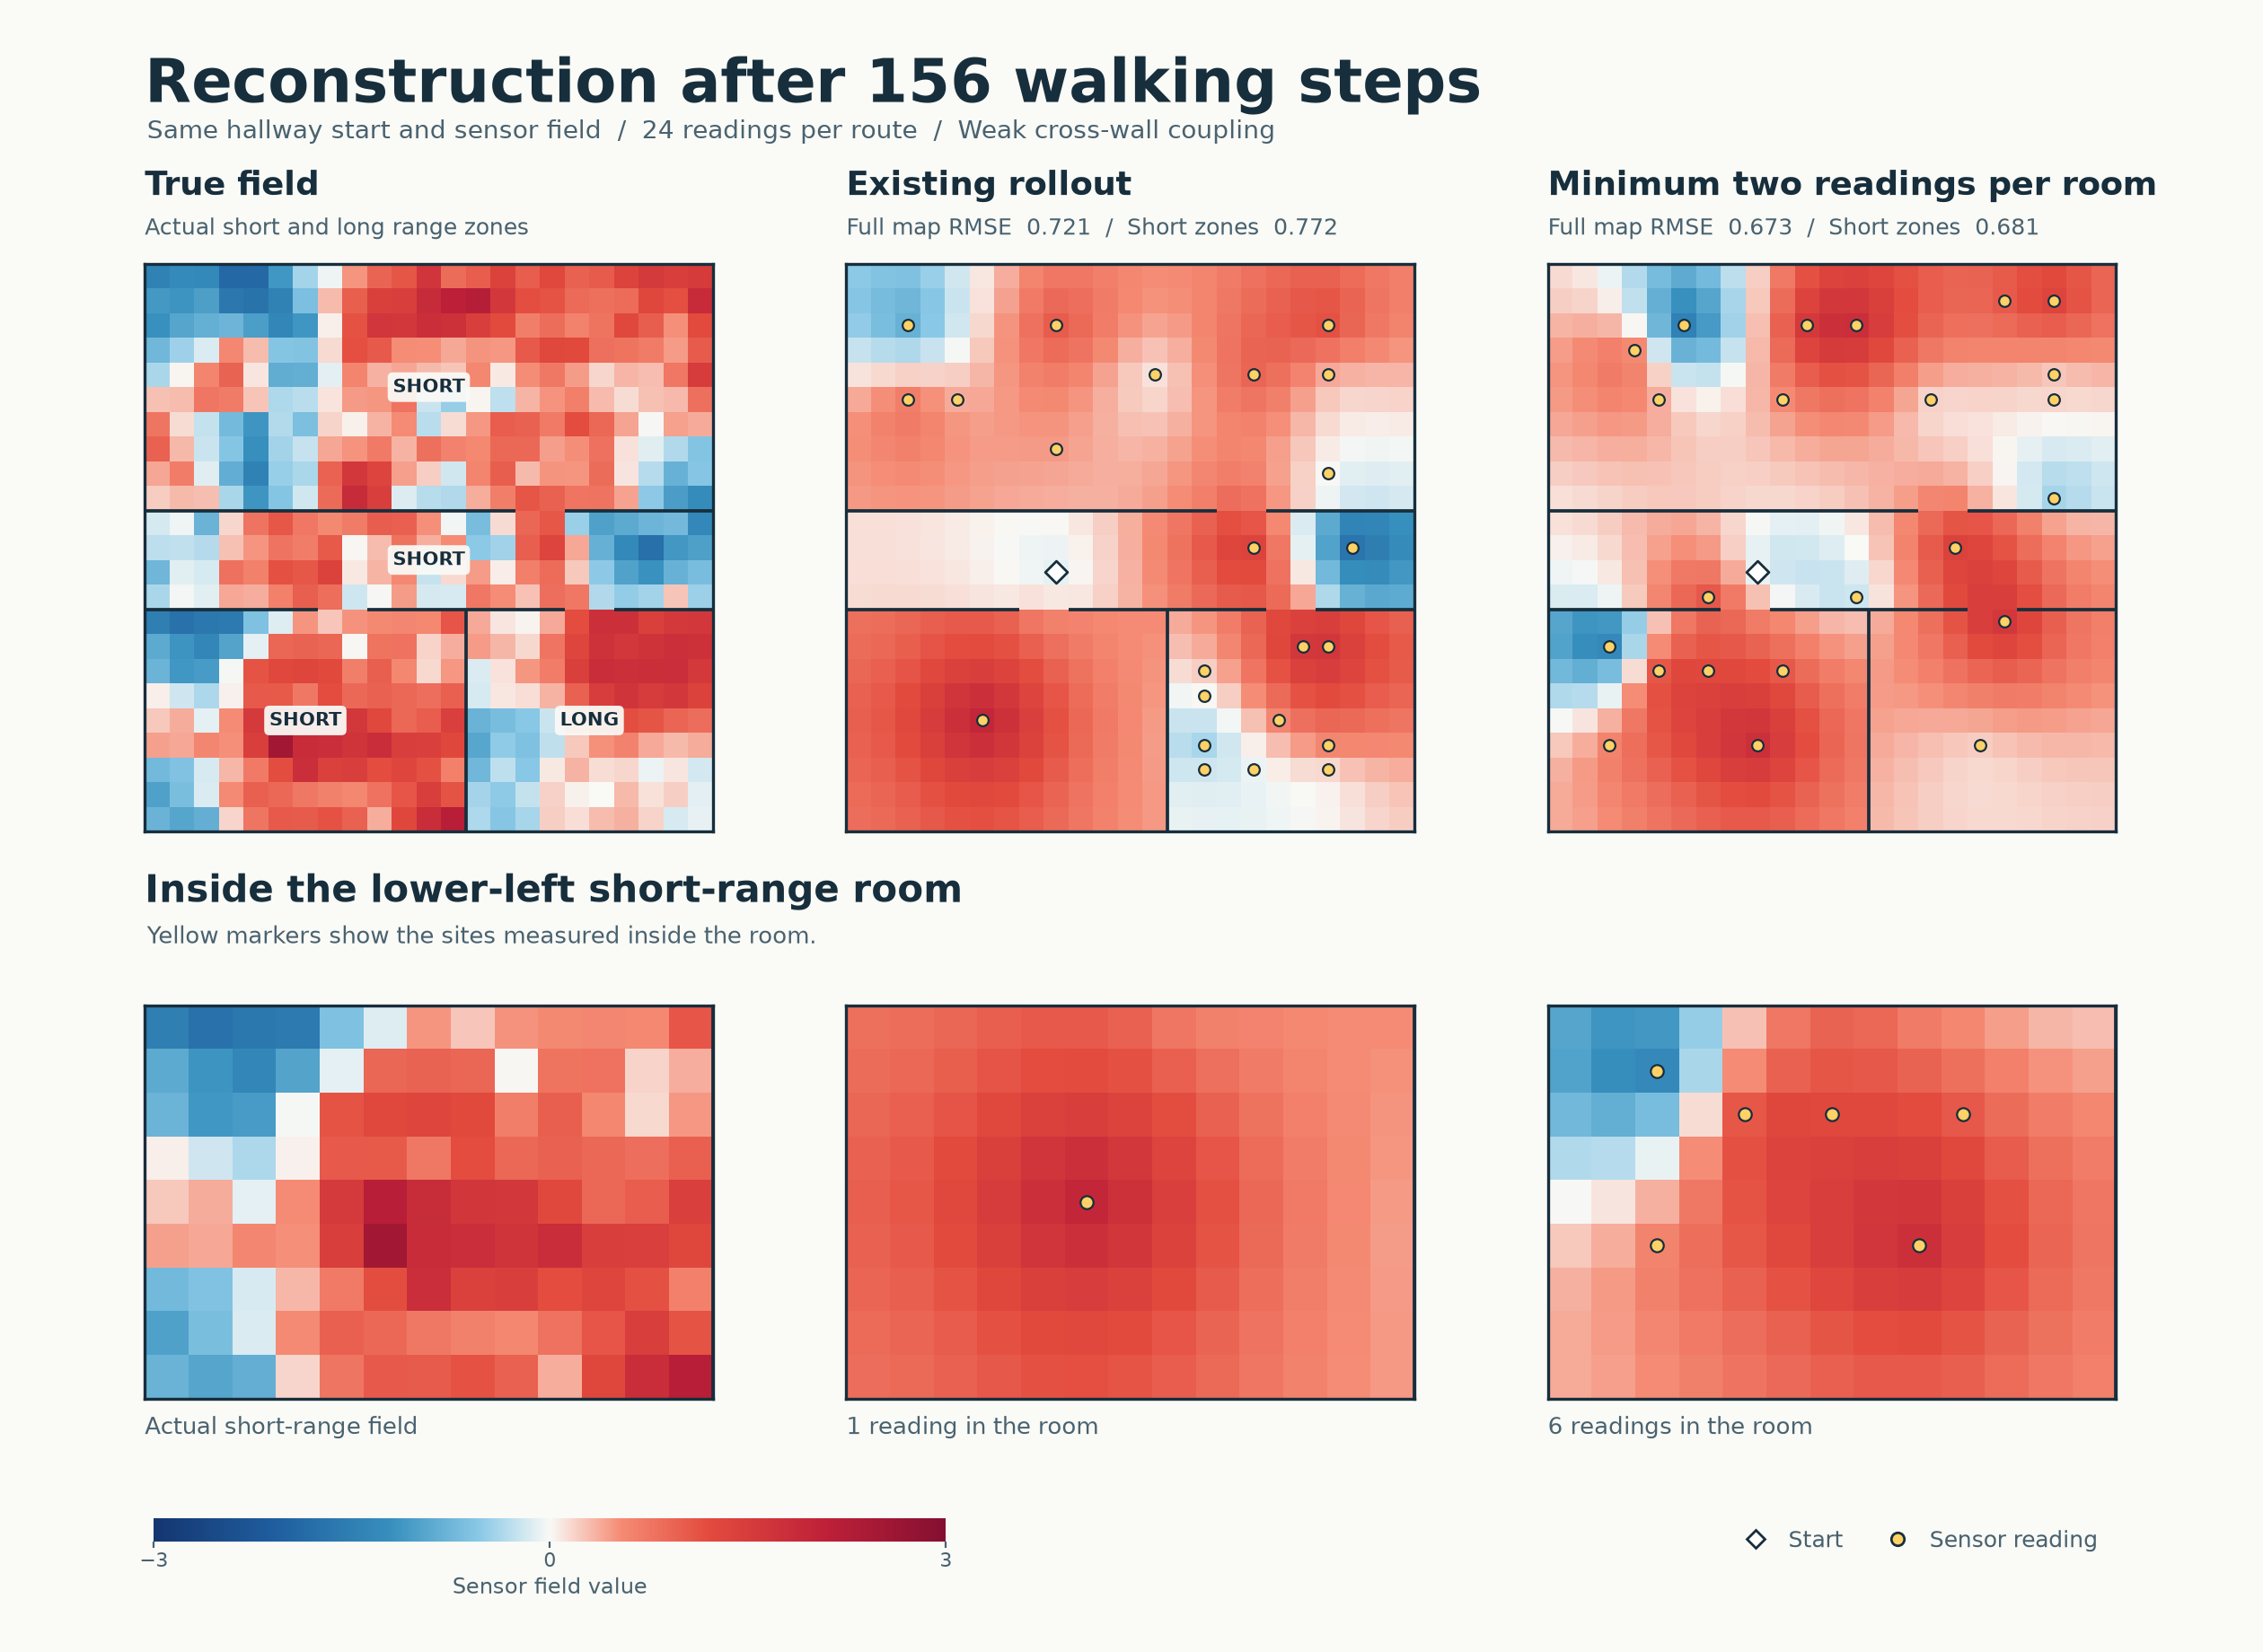 Reconstruction after 156 walking steps
Same hallway start and sensor field / 24 readings per route / Weak cross-wall coupling
True field
Actual short and long range zones
Existing rollout
Full map RMSE 0.721 / Short zones 0.772
Minimum two readings per room
Full map RMSE 0.673 / Short zones 0.681
SHORT
SHORT
SHORT
LONG
Inside the lower-left short-range room
Yellow markers show the sites measured inside the room.
Actual short-range field
1 reading in the room
6 readings in the room
−3
0
3
Sensor field value
Start
Sensor reading